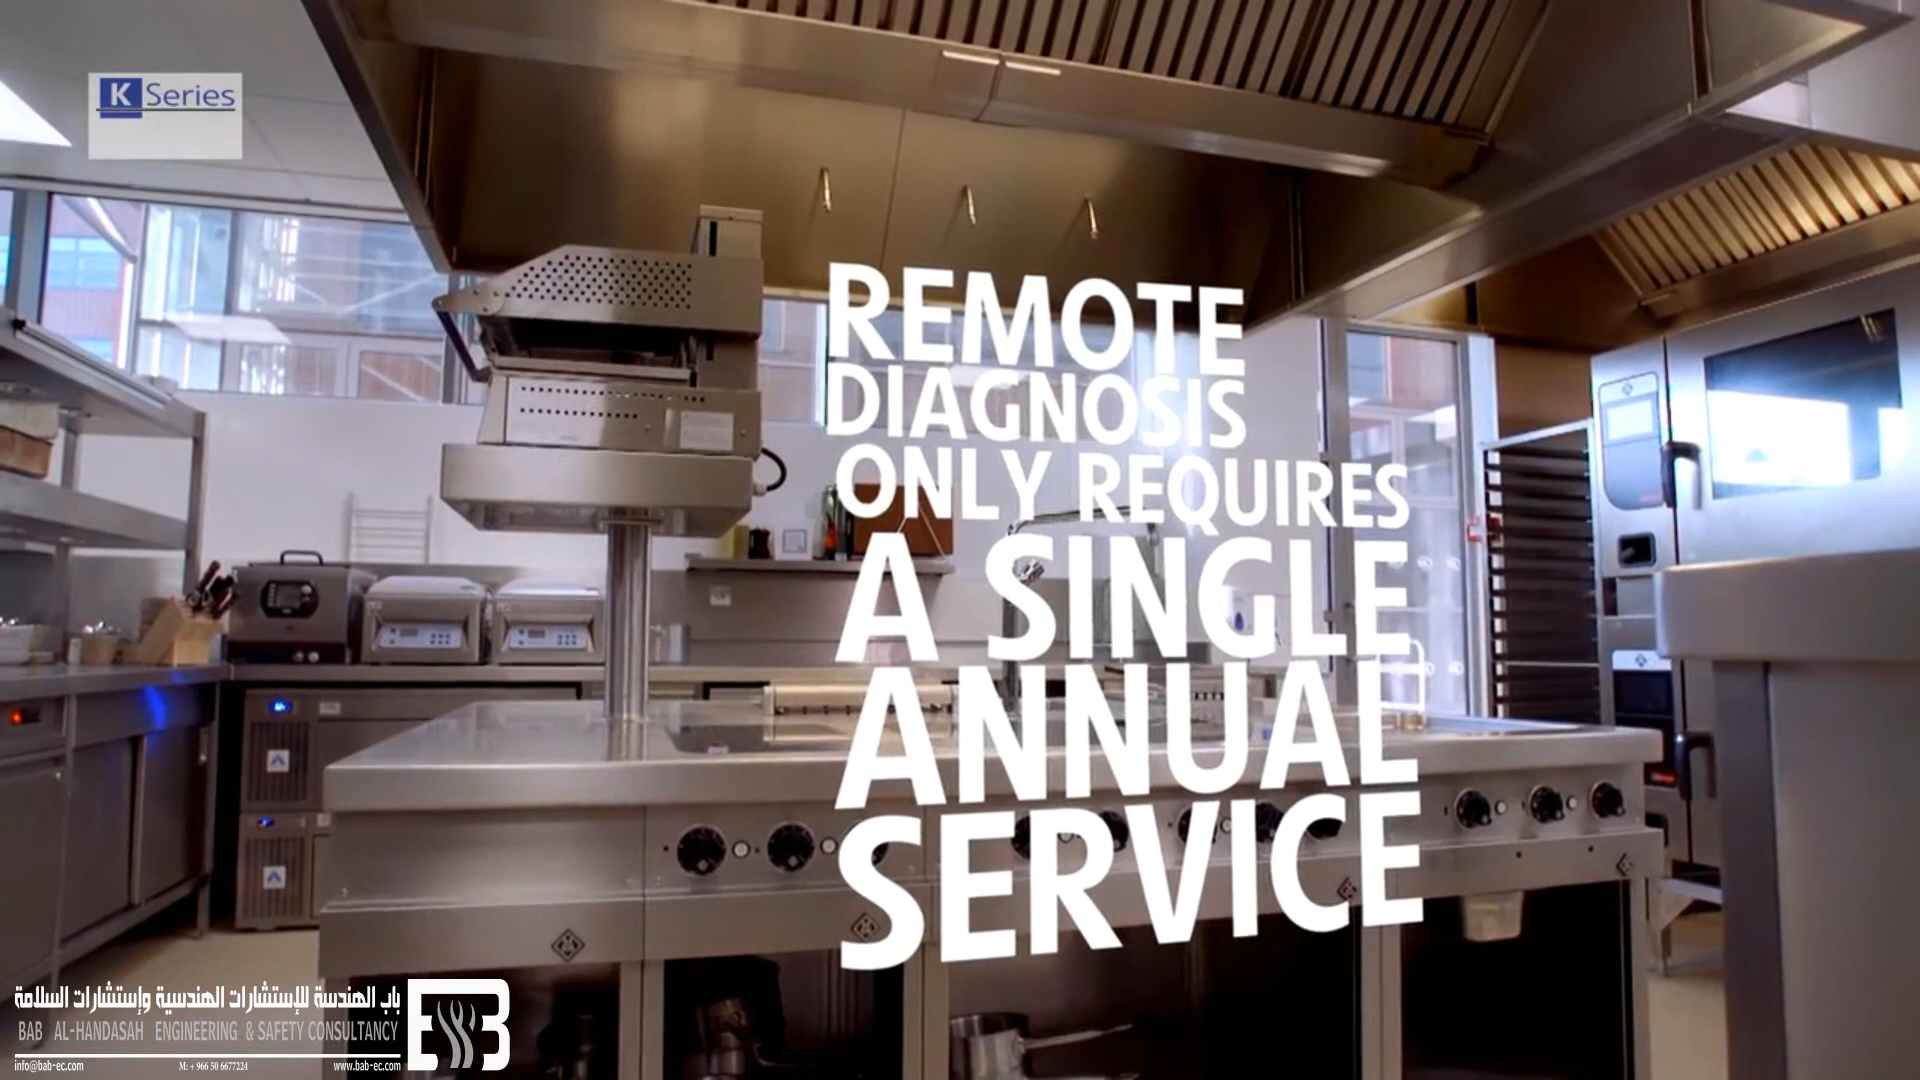 K Series
REMOTE
DIAGNOSIS
ONLY REQUIRES
A SINGLE
ANNUAL
SERVICE
باب الهندسة للإستشارات الهندسية وإستشارات السلامة
BAB AL-HANDASAH ENGINEERING & SAFETY CONSULTANCY
info@bab-ec.com M: + 966 50 6677224 www.bab-ec.com